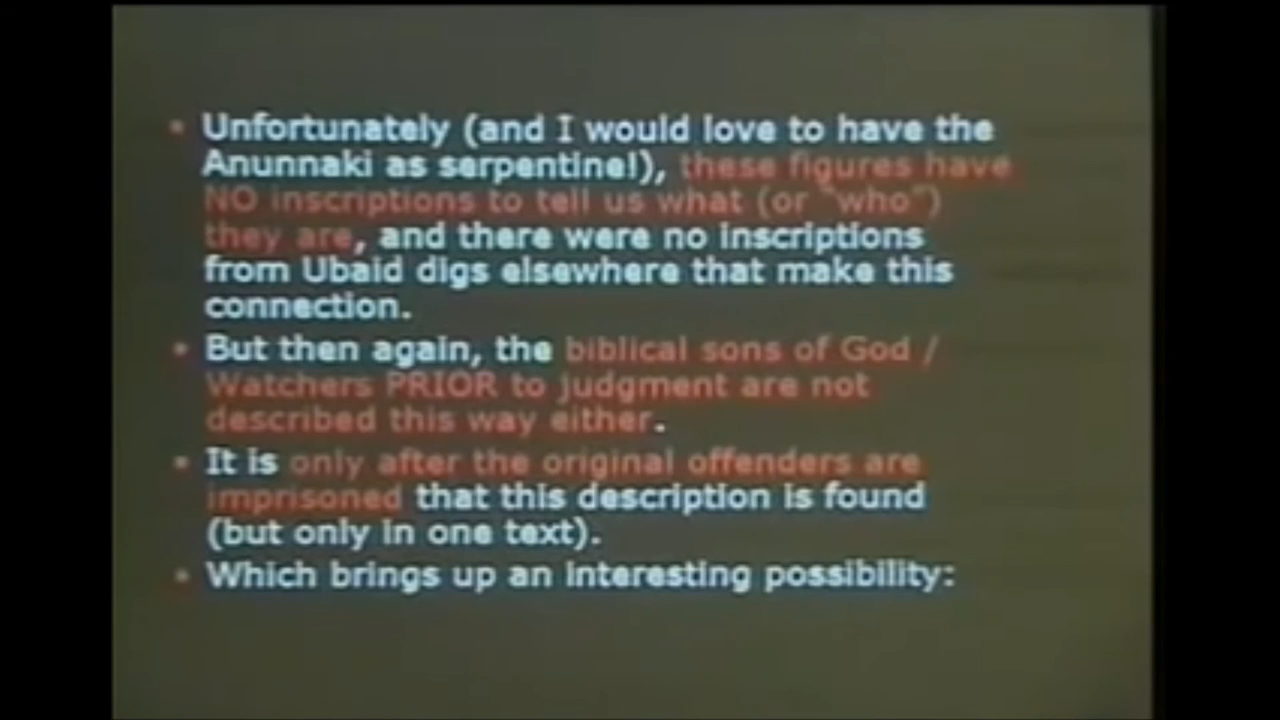 • Unfortunately (and I would love to have the
Anunnaki as serpentine!), these figures have
NO inscriptions to tell us what (or "who")
they are, and there were no inscriptions
from Ubaid digs elsewhere that make this
connection.
• But then again, the biblical sons of God /
Watchers PRIOR to judgment are not
described this way either.
• It is only after the original offenders are
imprisoned that this description is found
(but only in one text).
• Which brings up an interesting possibility: